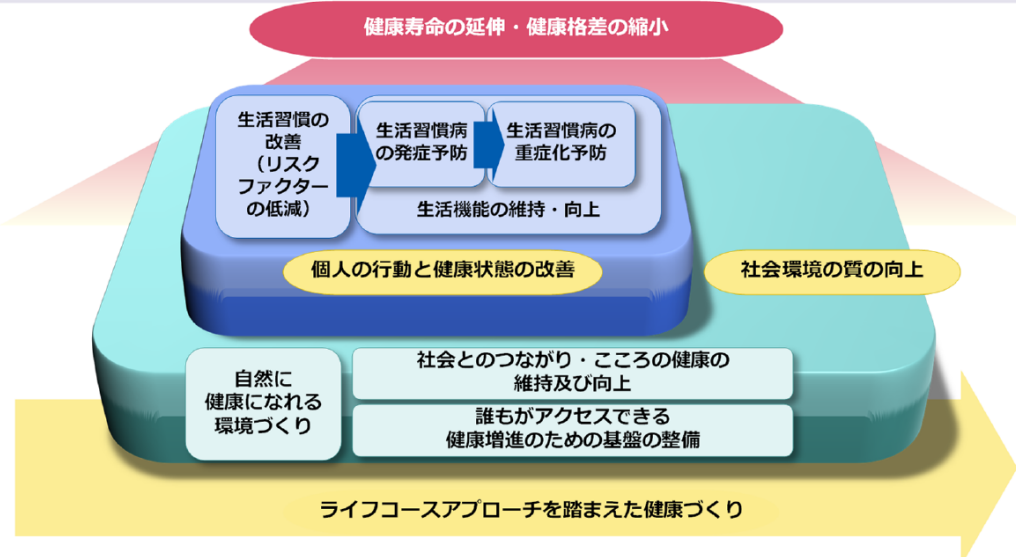 健康寿命の延伸・健康格差の縮小
生活習慣の
改善
（リスク
ファクター
の低減）
生活習慣病
の発症予防
生活習慣病の
重症化予防
生活機能の維持・向上
個人の行動と健康状態の改善
社会環境の質の向上
自然に
健康になれる
環境づくり
社会とのつながり・こころの健康の
維持及び向上
誰もがアクセスできる
健康増進のための基盤の整備
ライフコースアプローチを踏まえた健康づくり